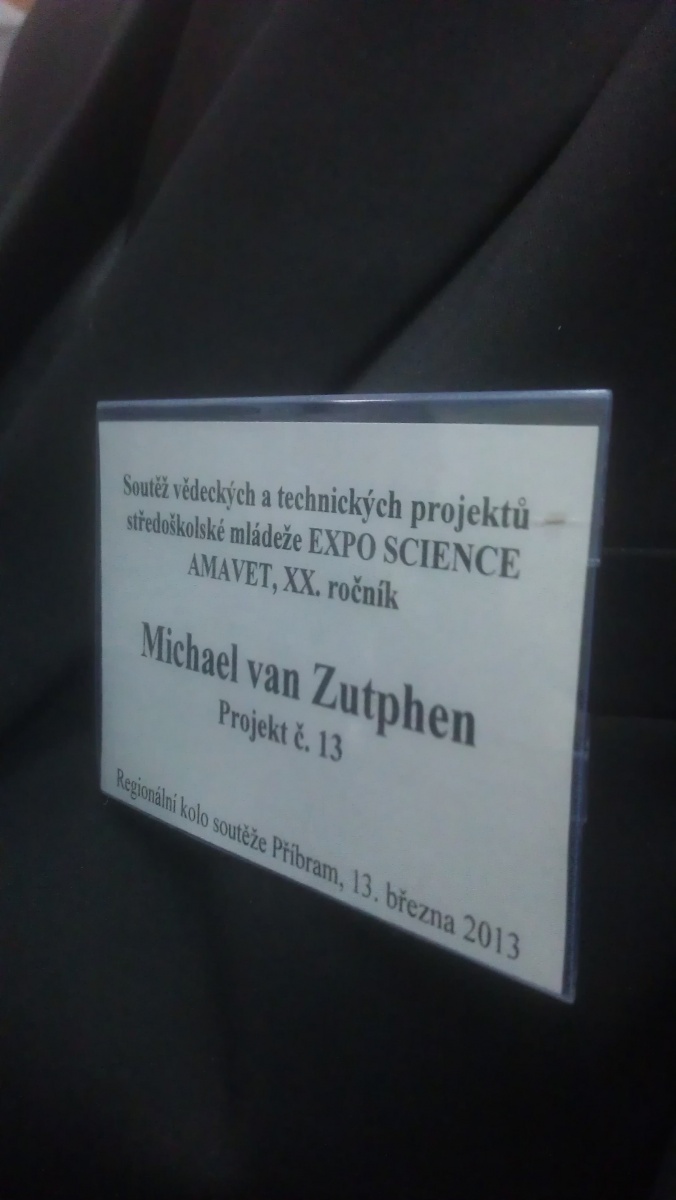 Soutěž vědeckých a technických projektů
středoškolské mládeže EXPO SCIENCE
AMAVET, XX. ročník
Michael van Zutphen
Projekt č. 13
Regionální kolo soutěže Příbram, 13. března 2013